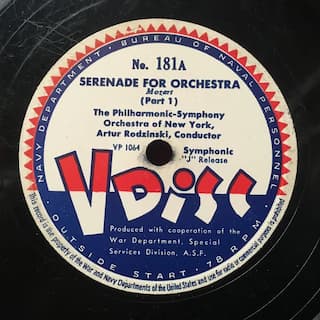 NAVY DEPARTMENT - BUREAU OF NAVAL PERSONNEL
No. 181A
SERENADE FOR ORCHESTRA
Mozart
(Part 1)
The Philharmonic-Symphony
Orchestra of New York,
Artur Rodzinski, Conductor
VP 1064
Symphonic
"J" Release
V DISC
Produced with cooperation of the
War Department, Special
Services Division, A.S.F.
OUTSIDE START - 78 RPM.
This record is the property of the War and Navy Departments of the United States and use for radio or commercial purposes is prohibited